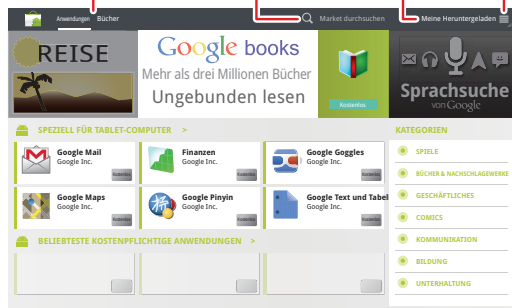 Anwendungen Bücher Market durchsuchen Meine Heruntergeladen
REISE
Google books
Mehr als drei Millionen Bücher
Ungebunden lesen
Kostenlos
Sprachsuche
von Google
SPEZIELL FÜR TABLET-COMPUTER >
Google Mail
Google Inc.
Kostenlos
Finanzen
Google Inc.
Kostenlos
Google Goggles
Google Inc.
Kostenlos
Google Maps
Google Inc.
Kostenlos
Google Pinyin
Google Inc.
Kostenlos
Google Text und Tabel
Google Inc.
Kostenlos
BELIEBTESTE KOSTENPFLICHTIGE ANWENDUNGEN >
KATEGORIEN
SPIELE
BÜCHER & NACHSCHLAGEWERKE
GESCHÄFTLICHES
COMICS
KOMMUNIKATION
BILDUNG
UNTERHALTUNG